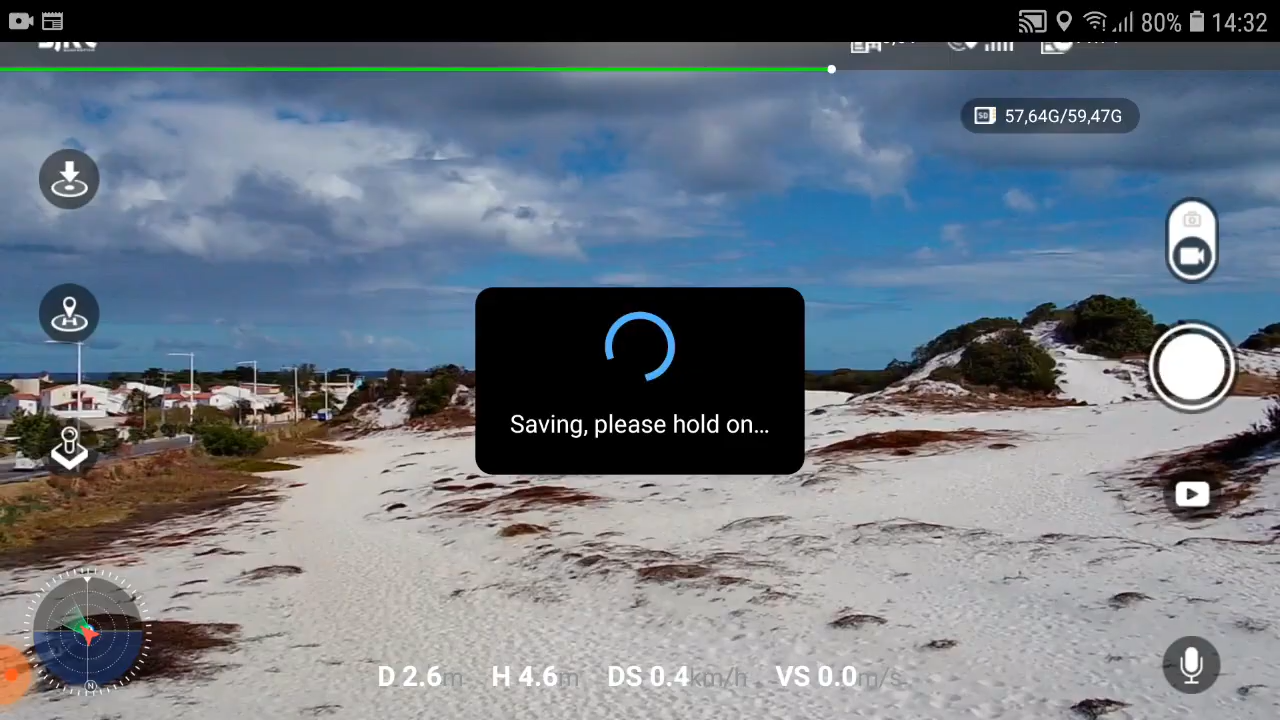 80% 14:32
SD 57,64G/59,47G
H
Saving, please hold on...
N
D 2.6m H 4.6m DS 0.4km/h VS 0.0m/s